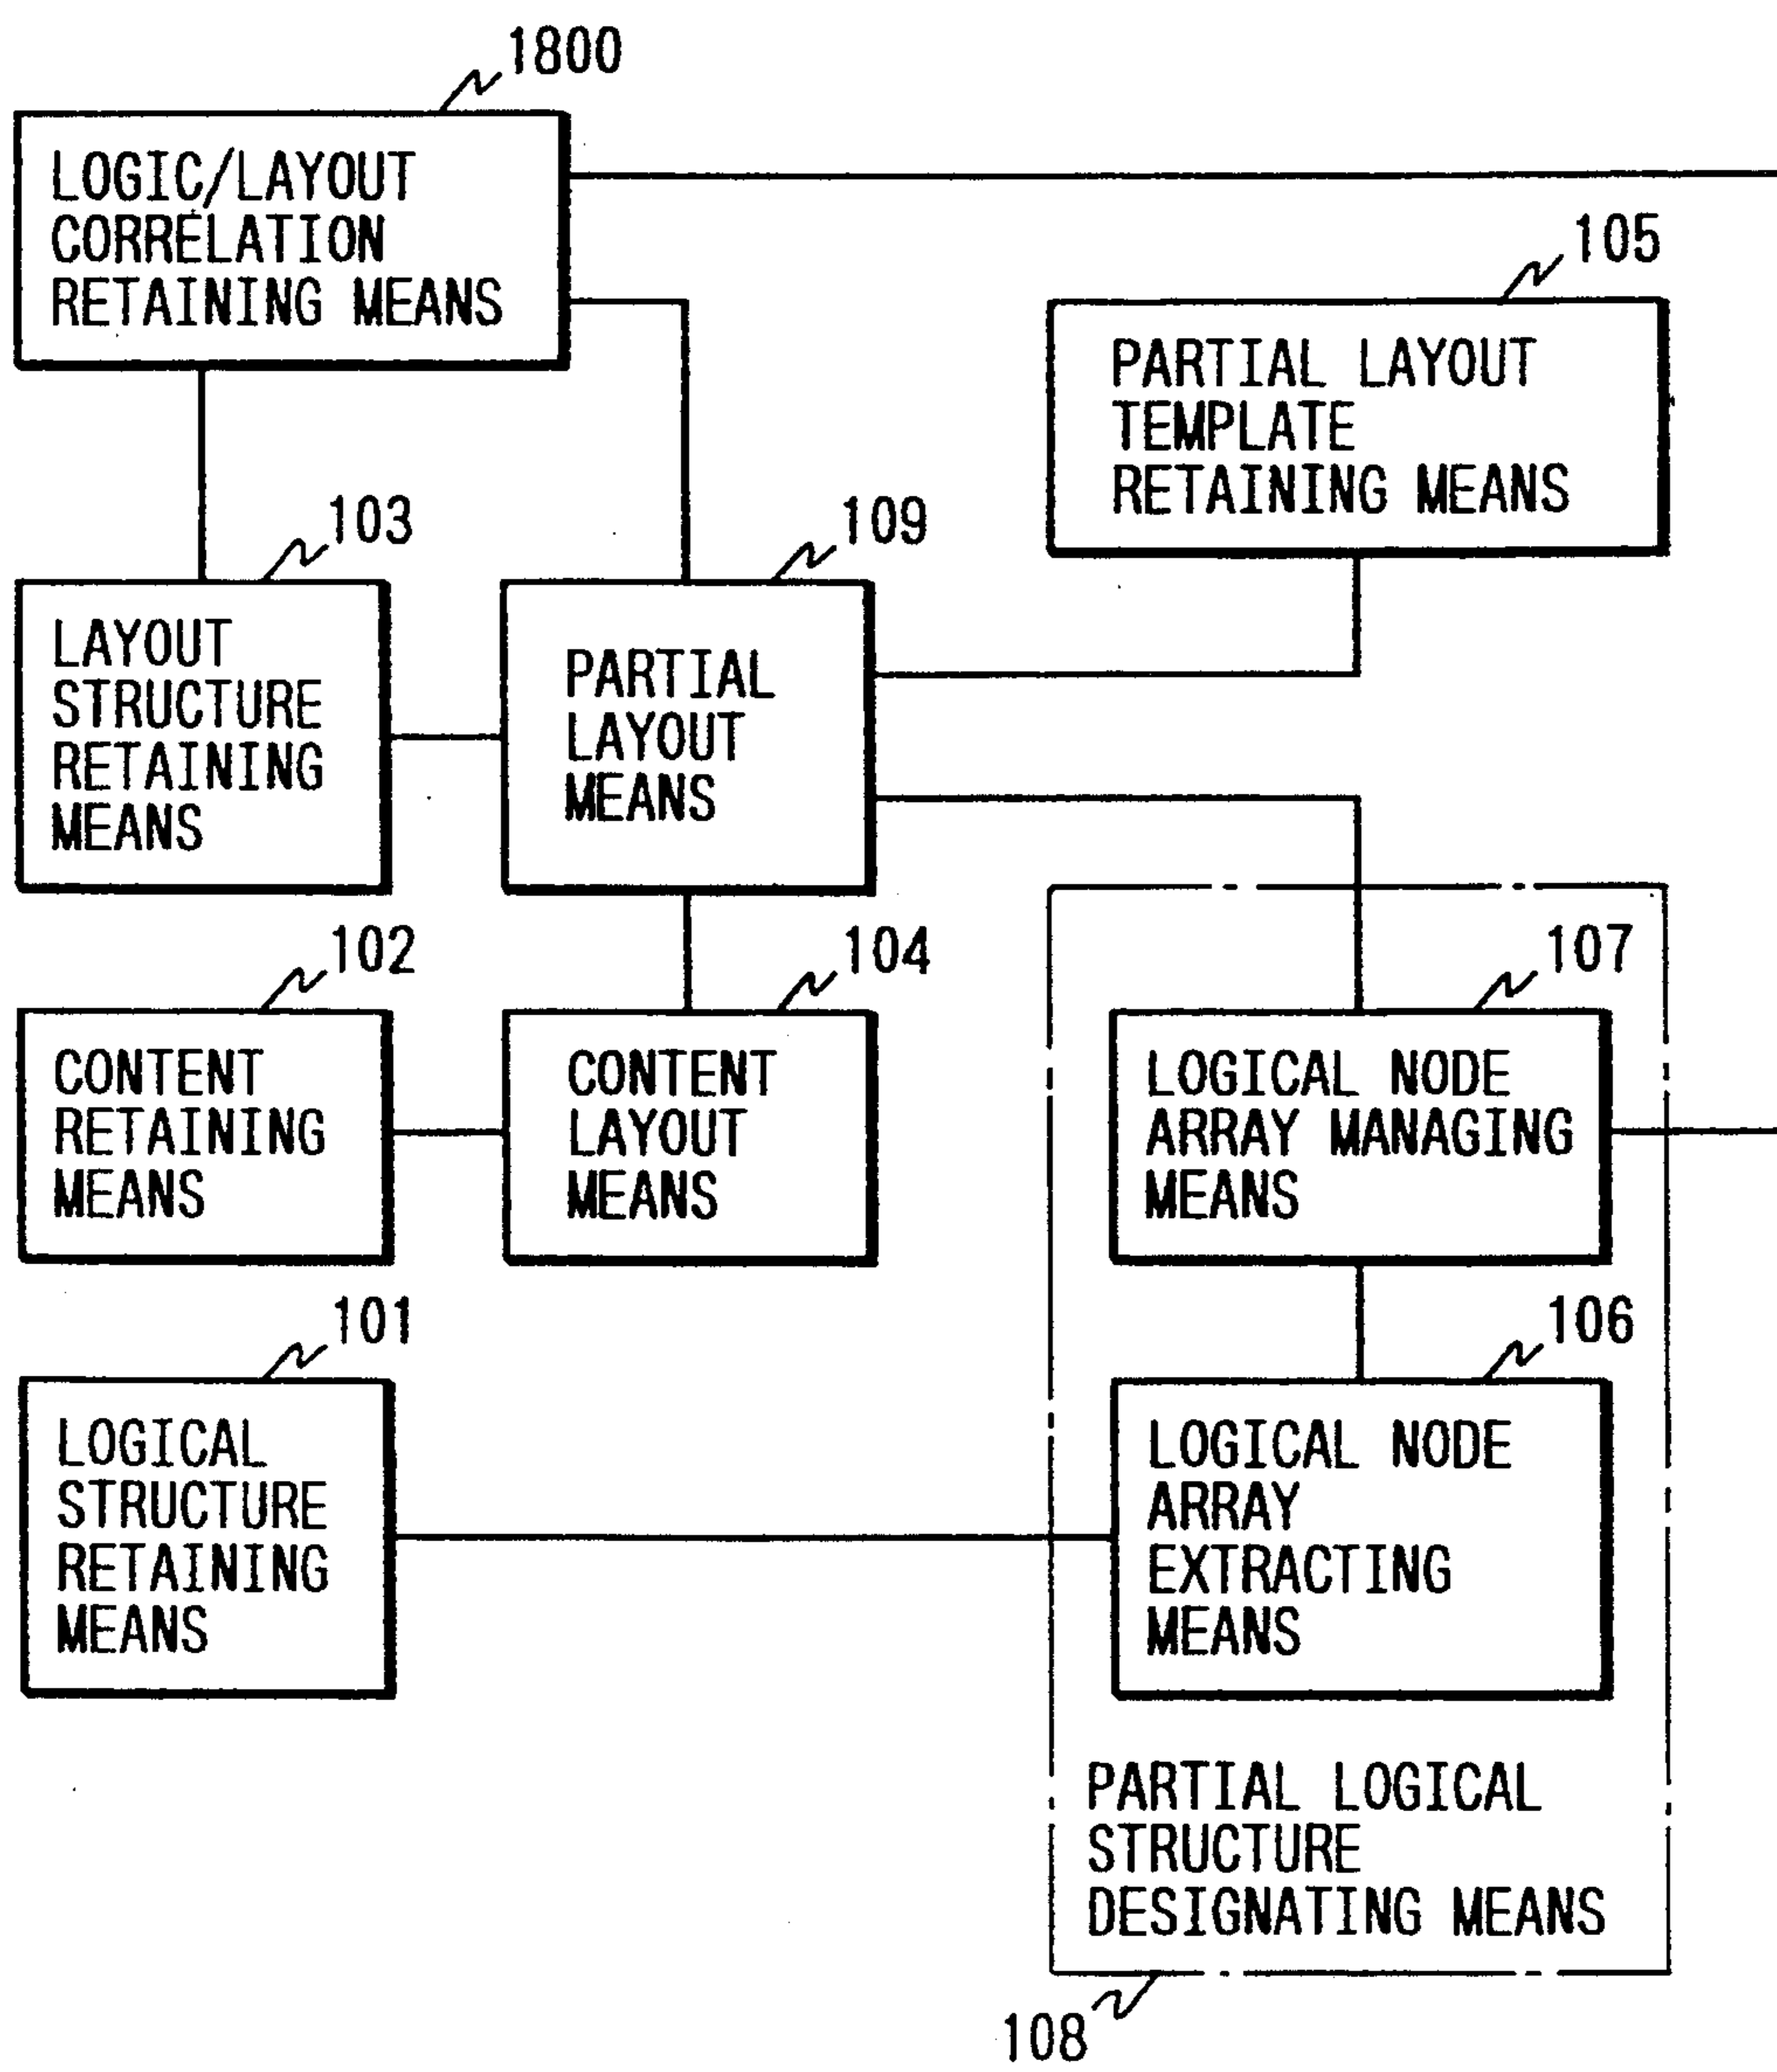 1800
LOGIC/LAYOUT
CORRELATION
RETAINING MEANS
105
PARTIAL LAYOUT
TEMPLATE
RETAINING MEANS
103
LAYOUT
STRUCTURE
RETAINING
MEANS
109
PARTIAL
LAYOUT
MEANS
102
CONTENT
RETAINING
MEANS
104
CONTENT
LAYOUT
MEANS
107
LOGICAL NODE
ARRAY MANAGING
MEANS
101
LOGICAL
STRUCTURE
RETAINING
MEANS
106
LOGICAL NODE
ARRAY
EXTRACTING
MEANS
PARTIAL LOGICAL
STRUCTURE
DESIGNATING MEANS
108